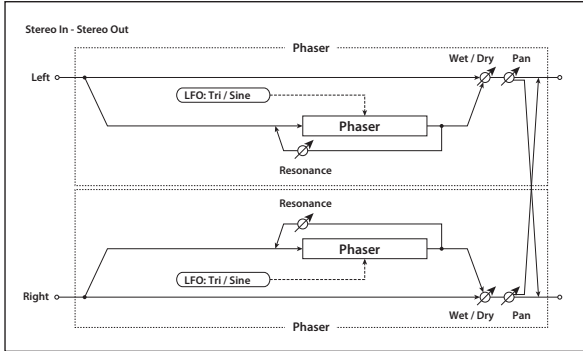 Stereo In - Stereo Out
Phaser
Wet / Dry Pan
Left
LFO: Tri / Sine
Phaser
Resonance
Resonance
Phaser
LFO: Tri / Sine
Right
Wet / Dry Pan
Phaser